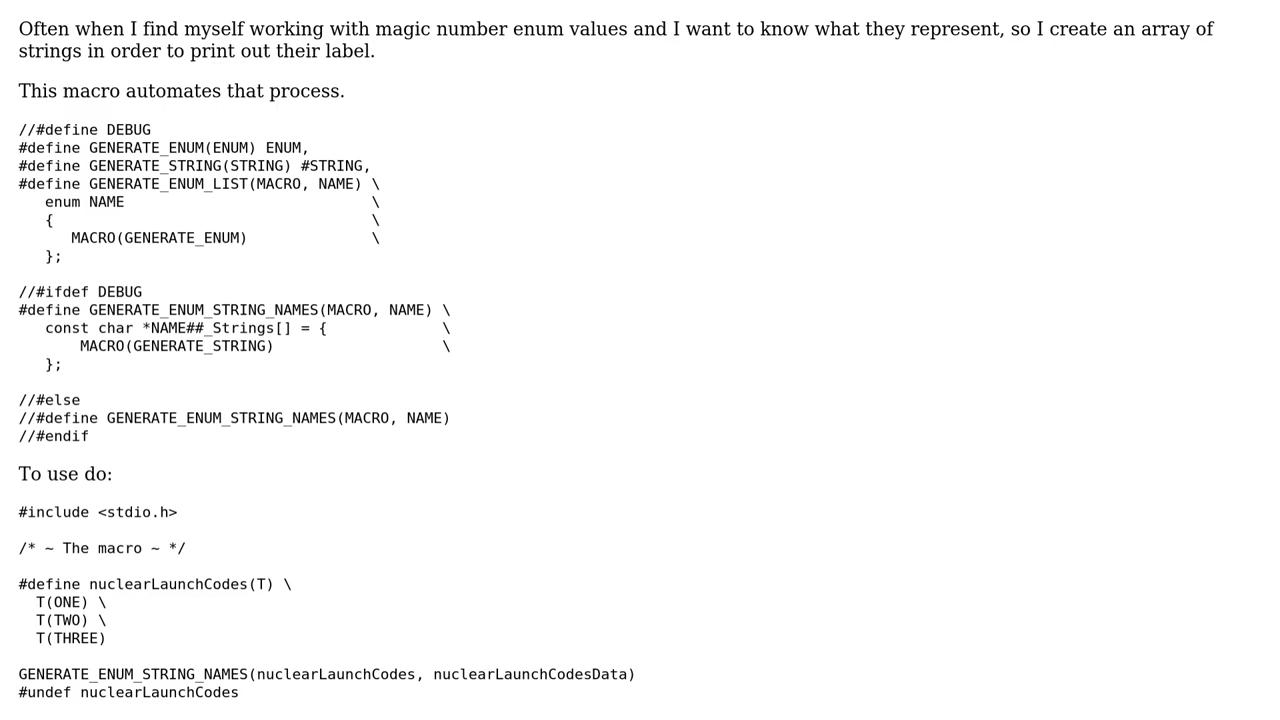 Often when I find myself working with magic number enum values and I want to know what they represent, so I create an array of
strings in order to print out their label.
This macro automates that process.
//#define DEBUG
#define GENERATE_ENUM(ENUM) ENUM,
#define GENERATE_STRING(STRING) #STRING,
#define GENERATE_ENUM_LIST(MACRO, NAME) \
   enum NAME                            \
   {                                    \
      MACRO(GENERATE_ENUM)              \
   };
//#ifdef DEBUG
#define GENERATE_ENUM_STRING_NAMES(MACRO, NAME) \
   const char *NAME##_Strings[] = {             \
       MACRO(GENERATE_STRING)                   \
   };
//#else
//#define GENERATE_ENUM_STRING_NAMES(MACRO, NAME)
//#endif
To use do:
#include <stdio.h>
/* ~ The macro ~ */
#define nuclearLaunchCodes(T) \
  T(ONE) \
  T(TWO) \
  T(THREE)
GENERATE_ENUM_STRING_NAMES(nuclearLaunchCodes, nuclearLaunchCodesData)
#undef nuclearLaunchCodes